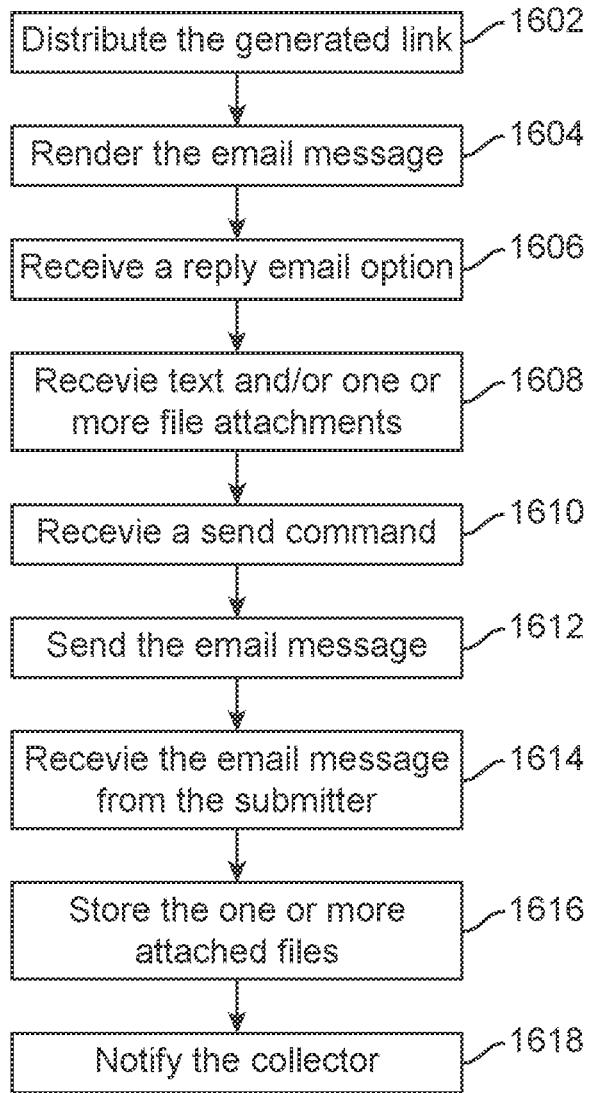 Distribute the generated link
1602
Render the email message
1604
Receive a reply email option
1606
Recevie text and/or one or
more file attachments
1608
Recevie a send command
1610
Send the email message
1612
Recevie the email message
from the submitter
1614
Store the one or more
attached files
1616
Notify the collector
1618